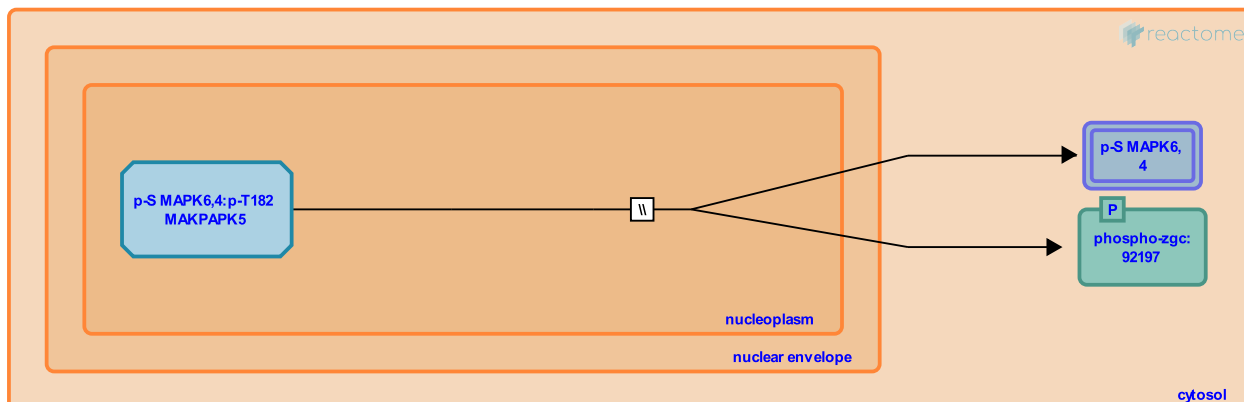 reactome
p-S MAPK6,
4
p-S MAPK6,4:p-T182
MAKPAPK5
\\
P
phospho-zgc:
92197
nucleoplasm
nuclear envelope
cytosol